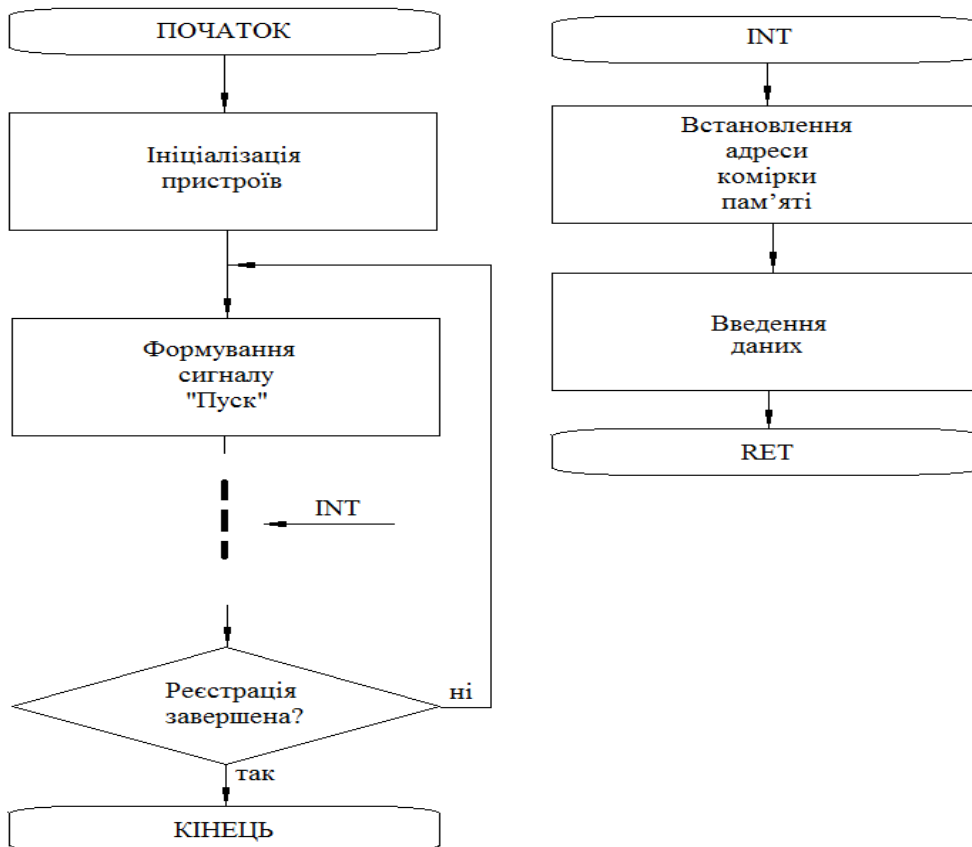 ПОЧАТОК
Ініціалізація
пристроїв
Формування
сигналу
"Пуск"
INT
Реєстрація
завершена?
ні
так
КІНЕЦЬ
INT
Встановлення
адреси
комірки
пам’яті
Введення
даних
RET